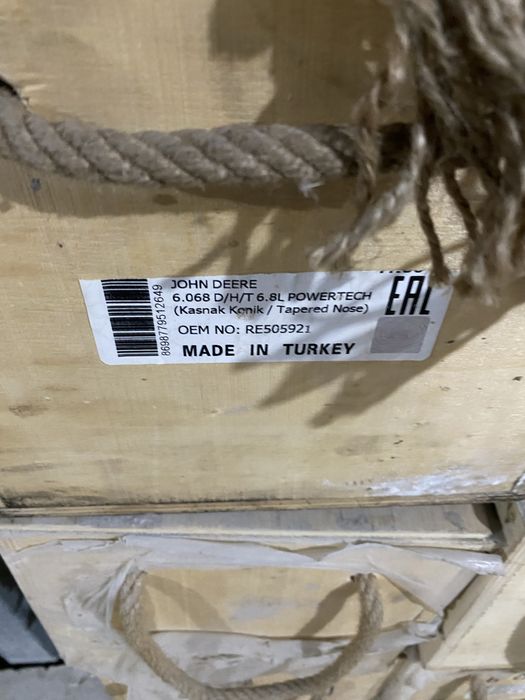 JOHN DEERE
6.068 D/H/T 6.8L POWERTECH
(Kasnak Konik / Tapered Nose)
OEM NO: RE505921
MADE IN TURKEY
EAC
8698779512649